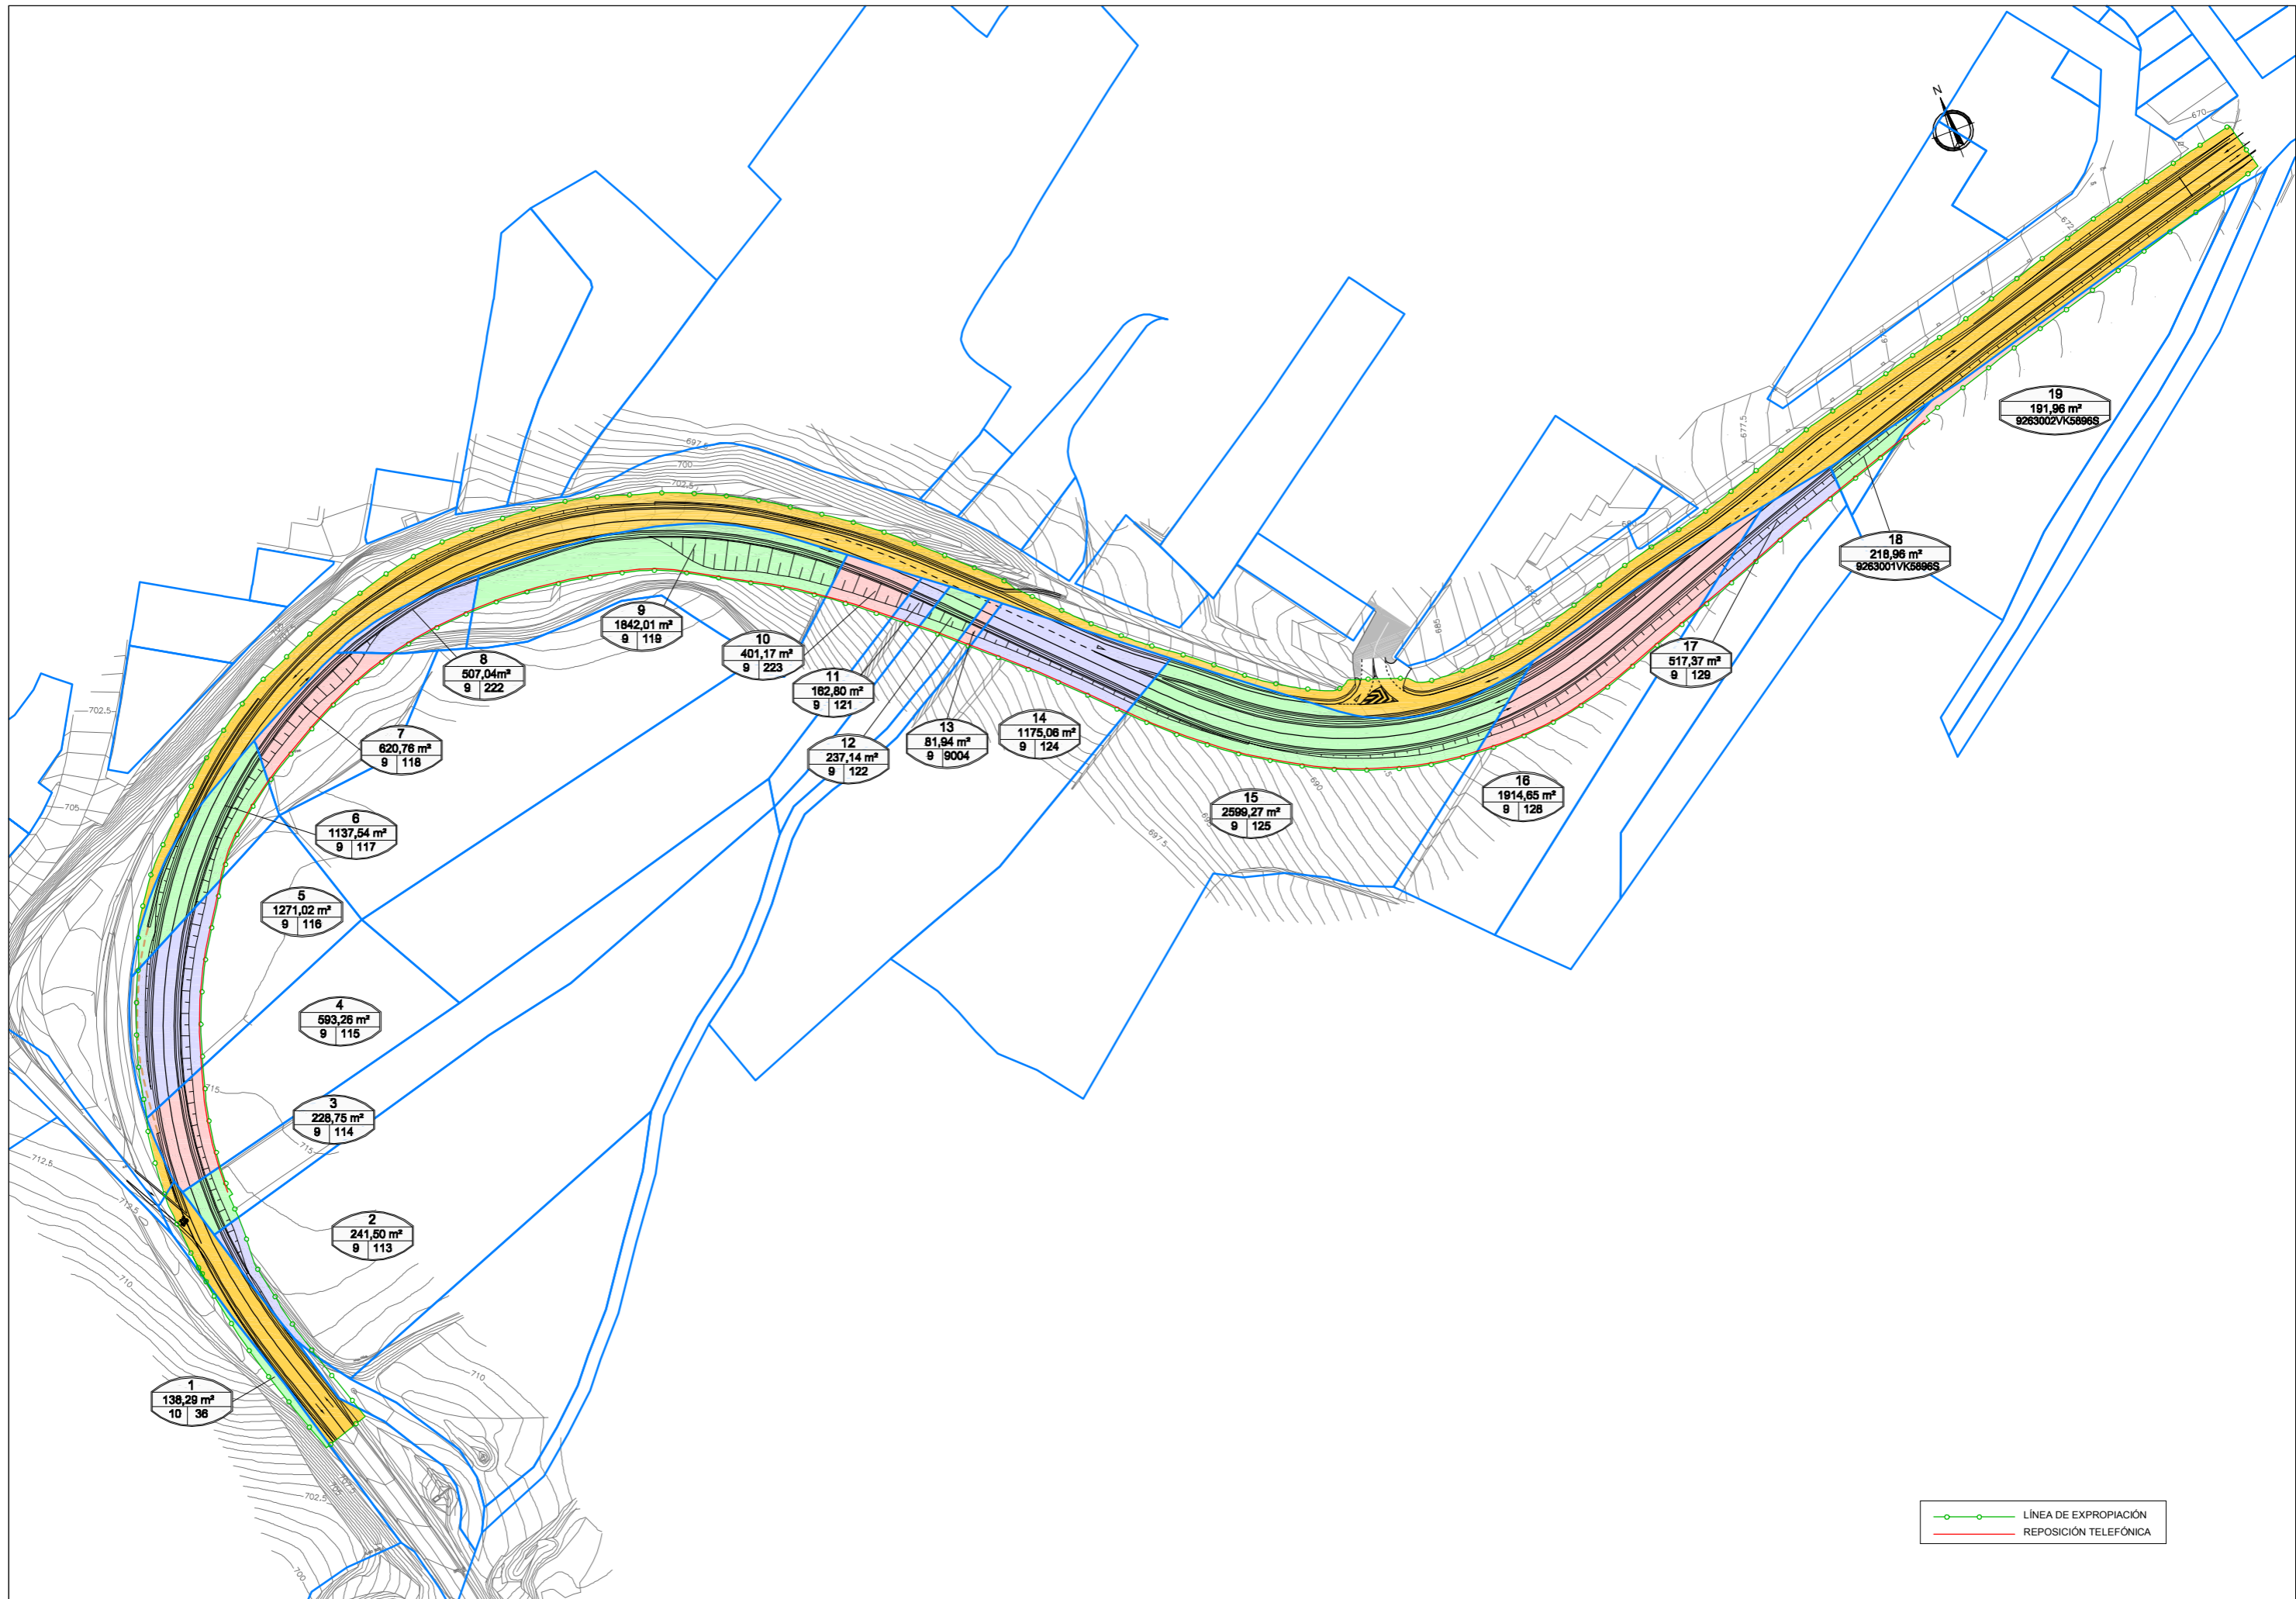 N
670
672
675
677,5
19
191,96 m²
9263002VK5896S
18
218,96 m²
9263001VK5896S
17
517,37 m²
9 129
16
1914,65 m²
9 128
15
2599,27 m²
9 125
14
1175,06 m²
9 124
13
81,94 m²
9 9004
12
237,14 m²
9 122
11
162,80 m²
9 121
10
401,17 m²
9 223
9
1842,01 m²
9 119
8
507,04m²
9 222
7
620,76 m²
9 118
6
1137,54 m²
9 117
5
1271,02 m²
9 116
4
593,26 m²
9 115
3
228,75 m²
9 114
2
241,50 m²
9 113
1
138,29 m²
10 36
697.5
700
702.5
702.5
705
685
690
697.5
715
715
712.5
712.5
710
710
702.5
700
LÍNEA DE EXPROPIACIÓN
REPOSICIÓN TELEFÓNICA